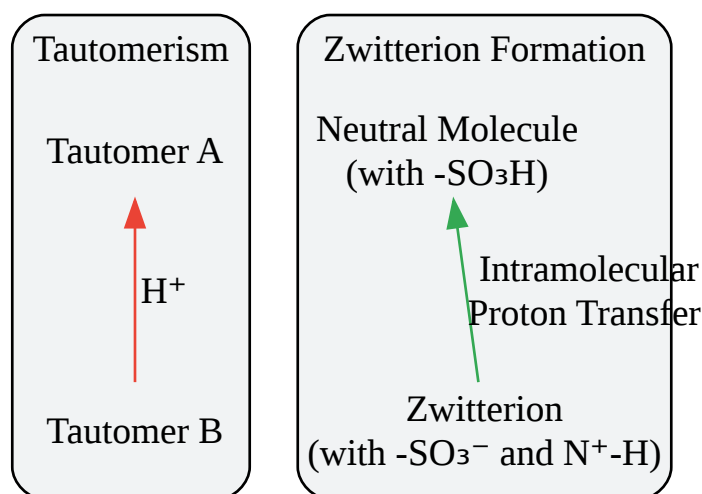 Tautomerism
Tautomer A
H⁺
Tautomer B
Zwitterion Formation
Neutral Molecule
(with -SO₃H)
Intramolecular
Proton Transfer
Zwitterion
(with -SO₃⁻ and N⁺-H)